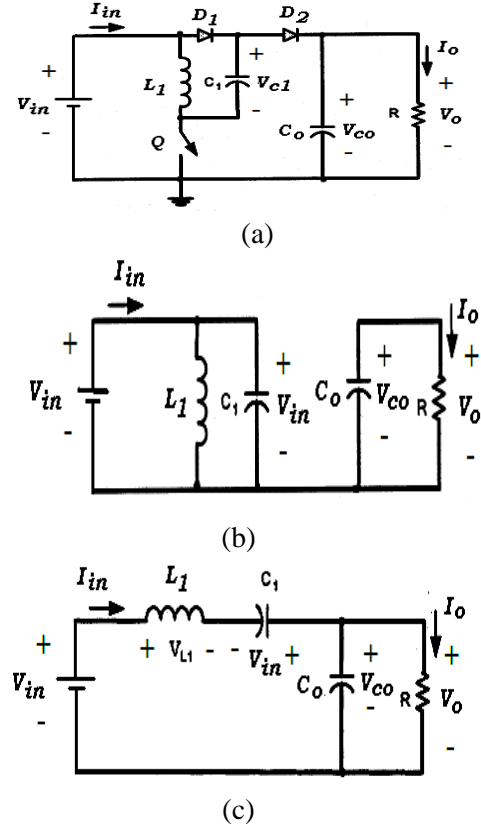 I_in D_1 D_2
+ V_in - L_1 C_1 + V_c1 - Q C_o + V_co - R I_o + V_o -
(a)
I_in I_o
+ V_in - L_1 C_1 + V_in - C_o + V_co - R + V_o -
(b)
I_in L_1 C_1 I_o
+ V_in - + V_L1 - - V_in + C_o + V_co - R + V_o -
(c)